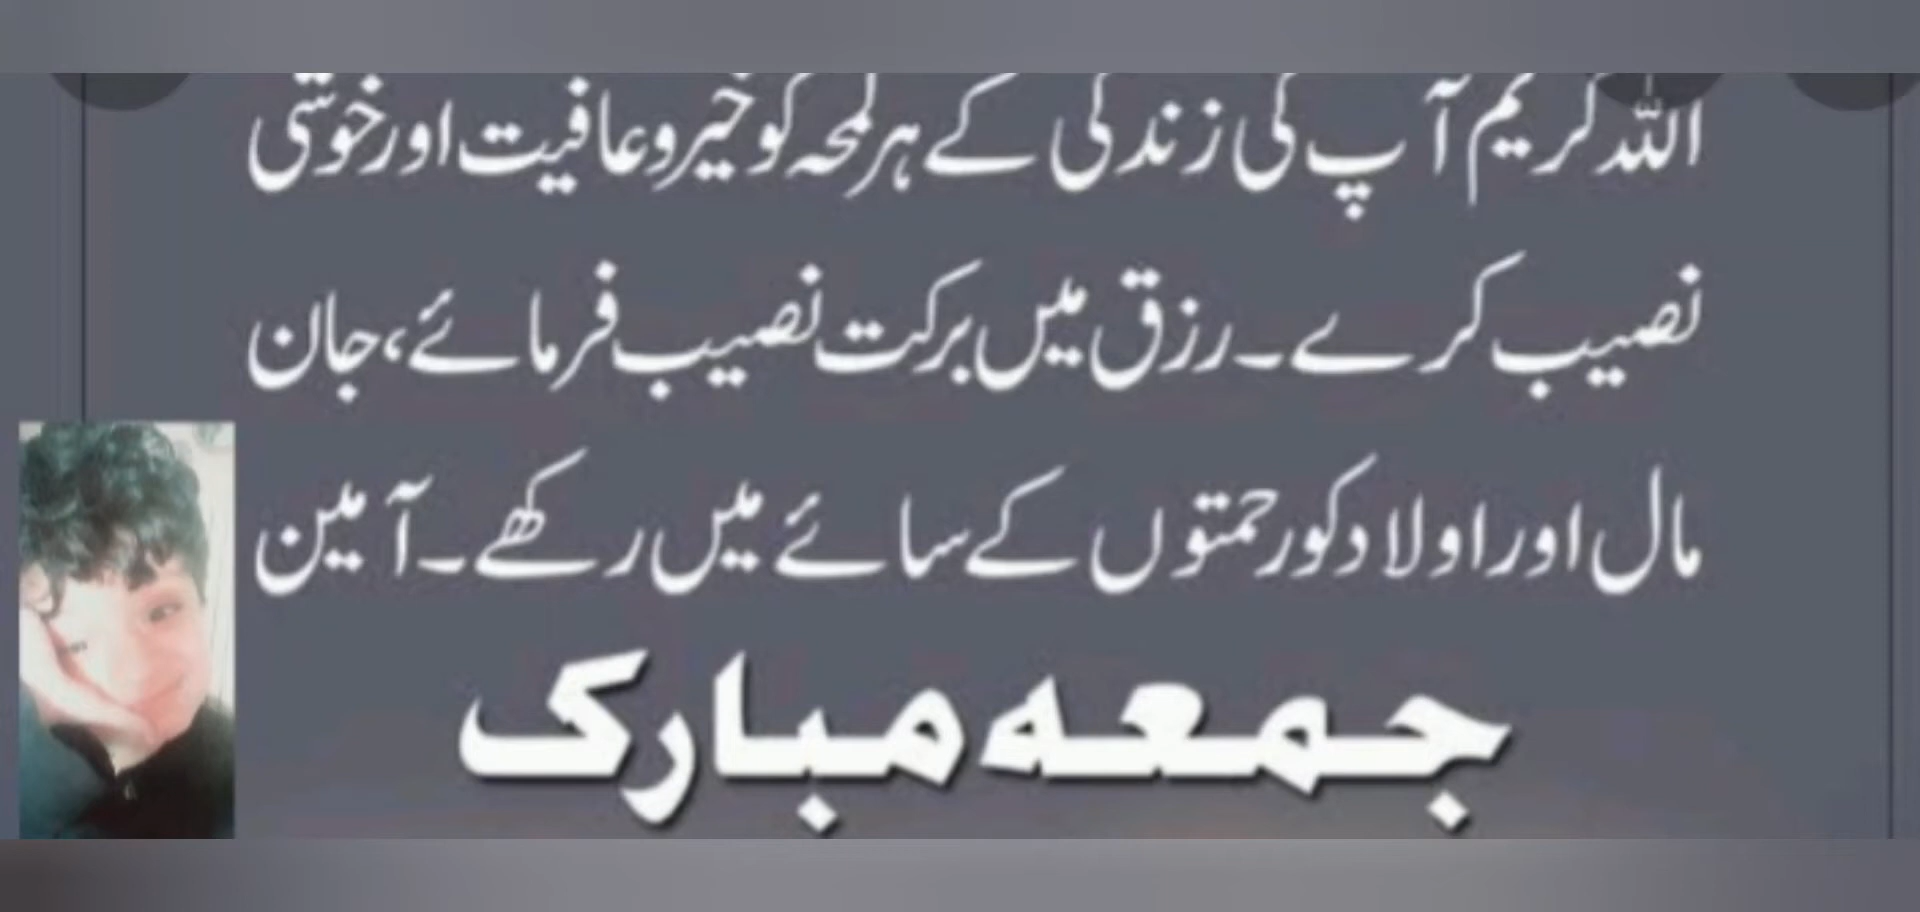 اللہ کریم آپ کی زندگی کے ہر لمحہ کو خیر و عافیت اور خوشی
نصیب کرے۔ رزق میں برکت نصیب فرمائے، جان
مال اور اولاد کو رحمتوں کے سائے میں رکھے۔ آمین
جمعہ مبارک